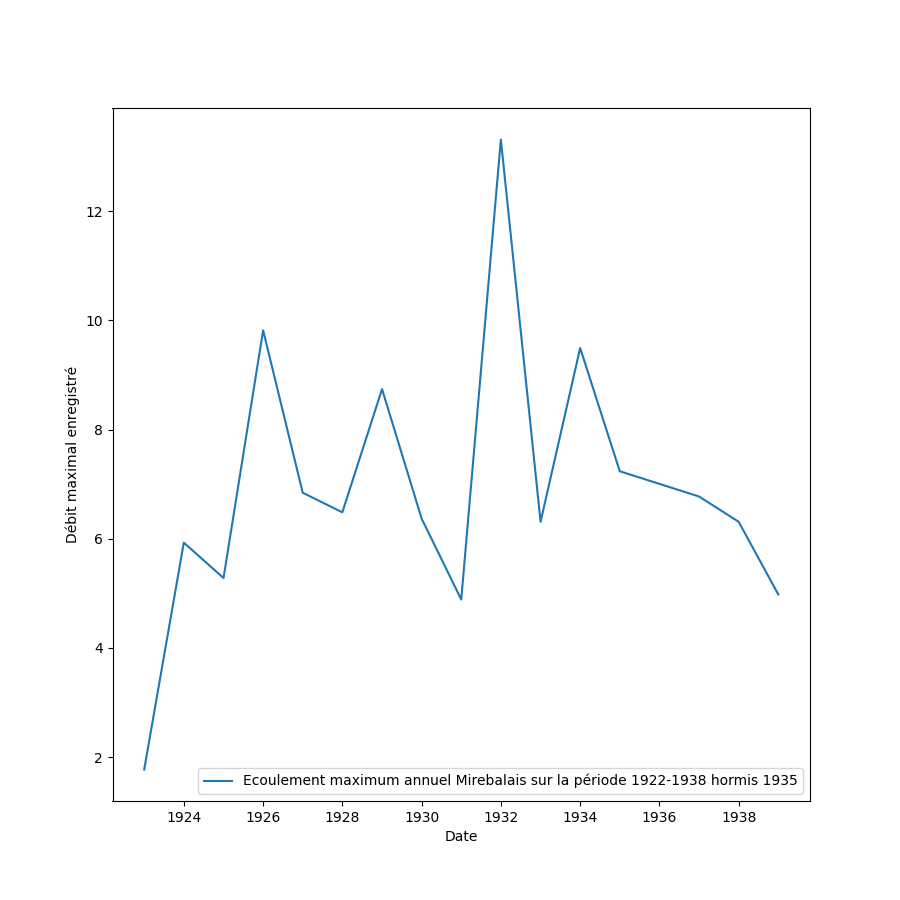 12
10
8
6
4
2
Débit maximal enregistré
Ecoulement maximum annuel Mirebalais sur la période 1922-1938 hormis 1935
1924 1926 1928 1930 1932 1934 1936 1938
Date